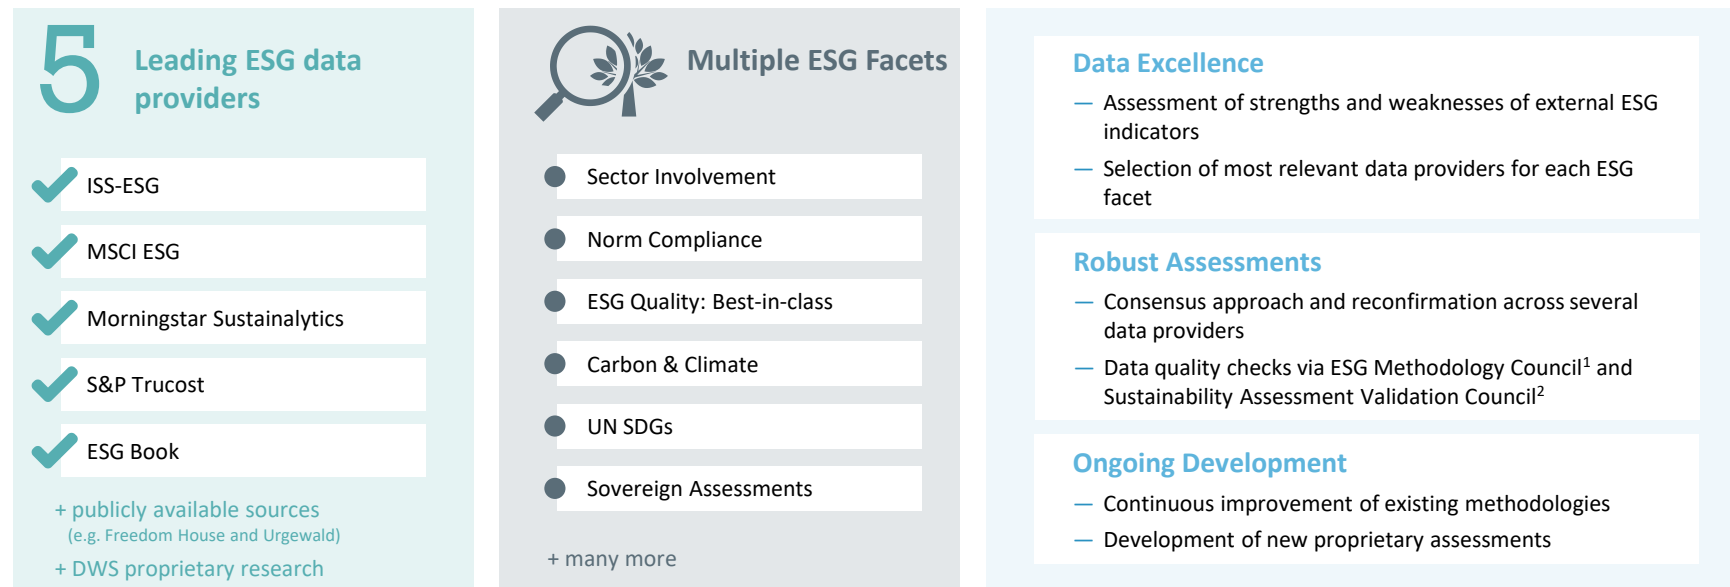 5
Leading ESG data
providers
ISS-ESG
MSCI ESG
Morningstar Sustainalytics
S&P Trucost
ESG Book
+ publicly available sources
(e.g. Freedom House and Urgewald)
+ DWS proprietary research
Multiple ESG Facets
Sector Involvement
Norm Compliance
ESG Quality: Best-in-class
Carbon & Climate
UN SDGs
Sovereign Assessments
+ many more
Data Excellence
— Assessment of strengths and weaknesses of external ESG
indicators
— Selection of most relevant data providers for each ESG
facet
Robust Assessments
— Consensus approach and reconfirmation across several
data providers
— Data quality checks via ESG Methodology Council¹ and
Sustainability Assessment Validation Council²
Ongoing Development
— Continuous improvement of existing methodologies
— Development of new proprietary assessments